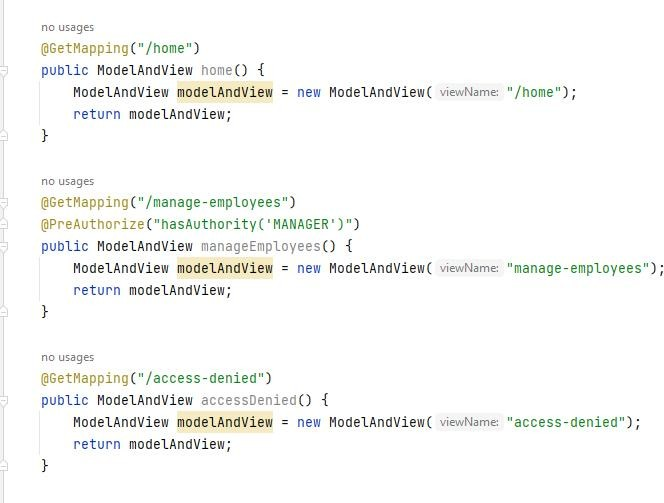 no usages
@GetMapping("/home")
public ModelAndView home() {
ModelAndView modelAndView = new ModelAndView( viewName: "/home");
return modelAndView;
}
no usages
@GetMapping("/manage-employees")
@PreAuthorize("hasAuthority('MANAGER')")
public ModelAndView manageEmployees() {
ModelAndView modelAndView = new ModelAndView( viewName: "manage-employees");
return modelAndView;
}
no usages
@GetMapping("/access-denied")
public ModelAndView accessDenied() {
ModelAndView modelAndView = new ModelAndView( viewName: "access-denied");
return modelAndView;
}